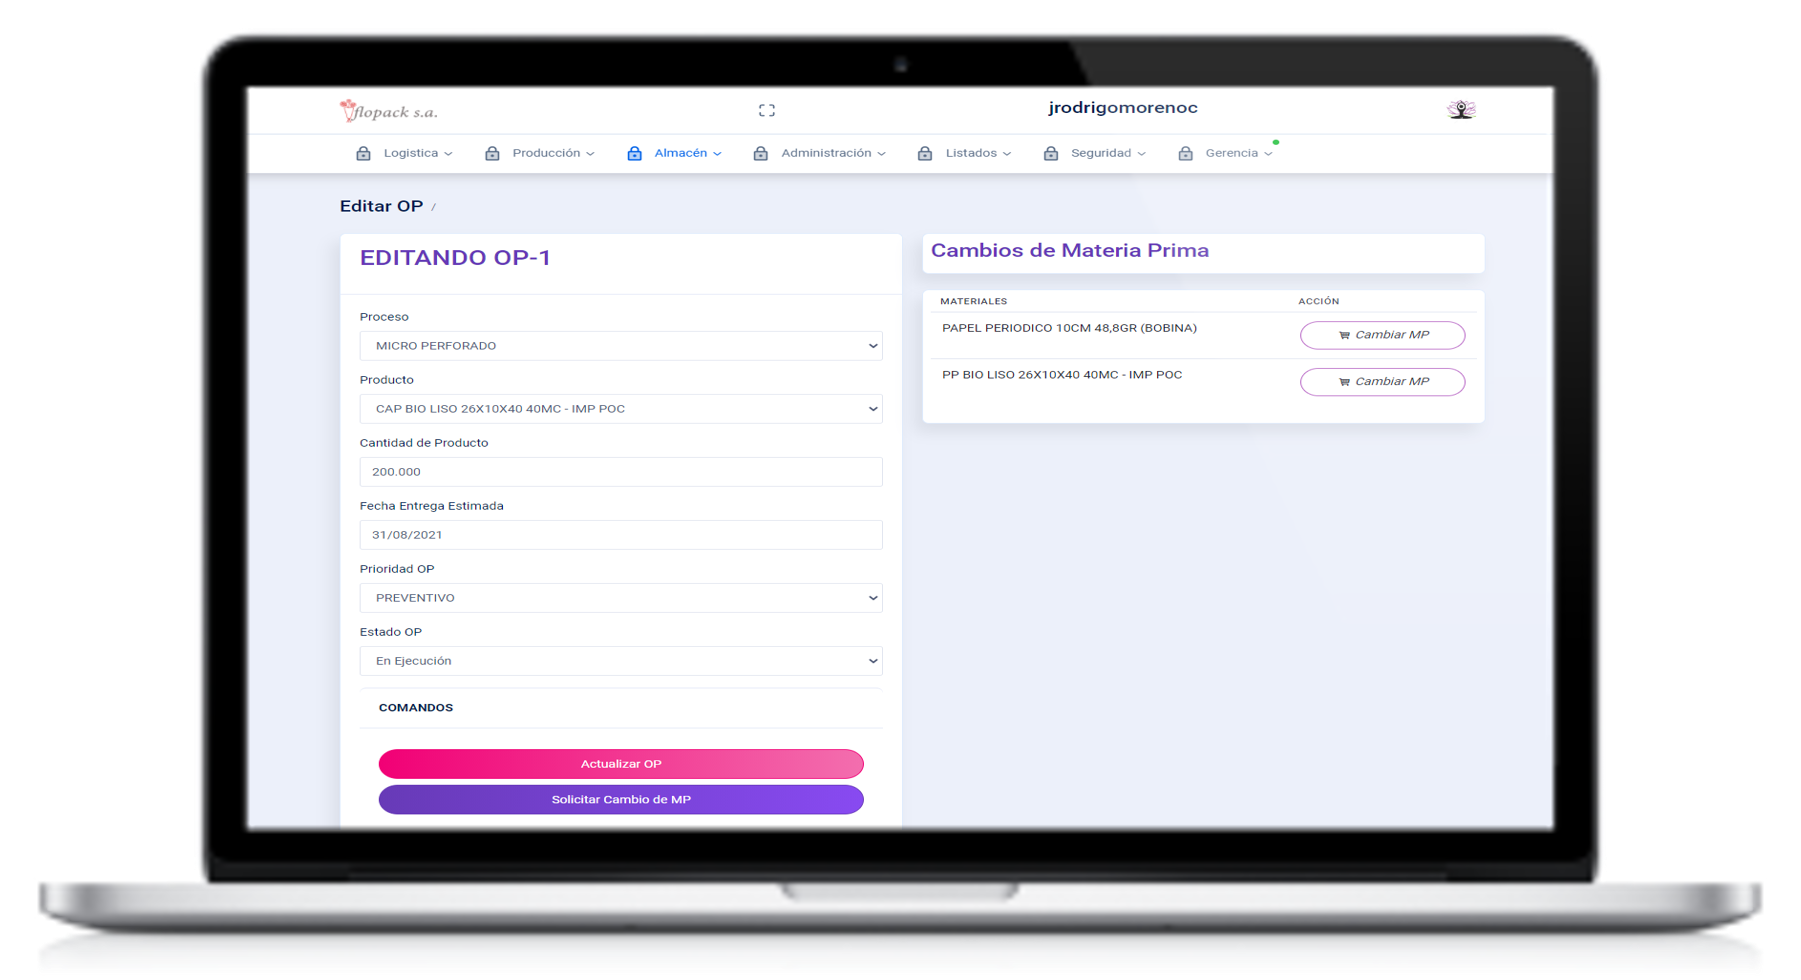 flopack s.a.
jrodrigomorenoc
Logistica Producción Almacén Administración Listados Seguridad Gerencia
Editar OP /
EDITANDO OP-1
Proceso
MICRO PERFORADO
Producto
CAP BIO LISO 26X10X40 40MC - IMP POC
Cantidad de Producto
200.000
Fecha Entrega Estimada
31/08/2021
Prioridad OP
PREVENTIVO
Estado OP
En Ejecución
COMANDOS
Actualizar OP
Solicitar Cambio de MP
Cambios de Materia Prima
MATERIALES ACCIÓN
PAPEL PERIODICO 10CM 48,8GR (BOBINA) Cambiar MP
PP BIO LISO 26X10X40 40MC - IMP POC Cambiar MP